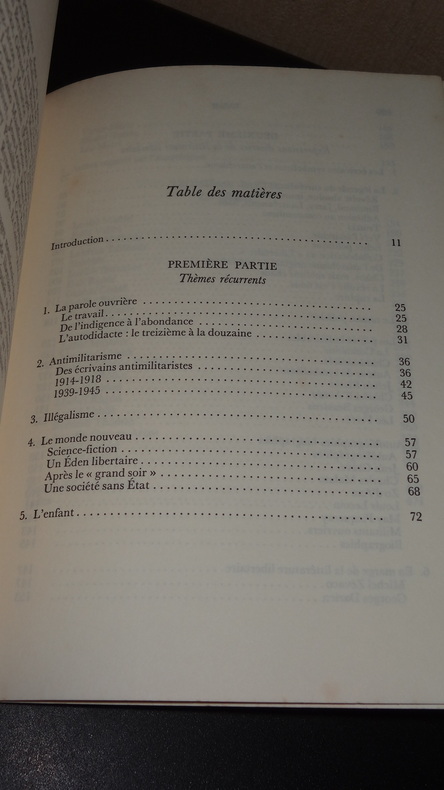 Table des matières
Introduction 11
PREMIÈRE PARTIE
Thèmes récurrents
1. La parole ouvrière 25
Le travail 25
De l'indigence à l'abondance 28
L'autodidacte : le treizième à la douzaine 31
2. Antimilitarisme 36
Des écrivains antimilitaristes 36
1914-1918 42
1939-1945 45
3. Illégalisme 50
4. Le monde nouveau 57
Science-fiction 57
Un Éden libertaire 60
Après le « grand soir » 65
Une société sans État 68
5. L'enfant 72